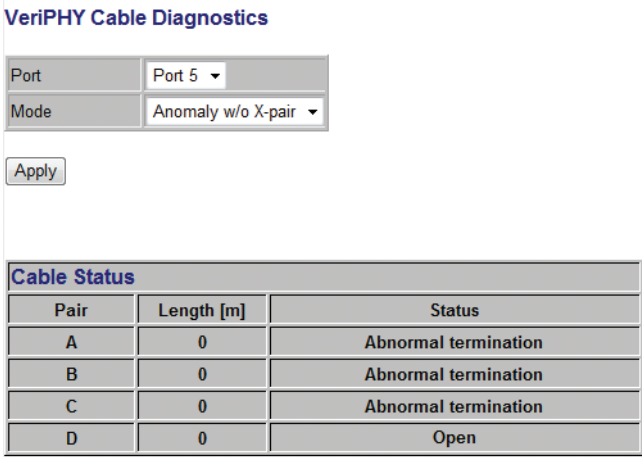 VeriPHY Cable Diagnostics
Port Port 5
Mode Anomaly w/o X-pair
Apply
Cable Status
Pair Length [m] Status
A 0 Abnormal termination
B 0 Abnormal termination
C 0 Abnormal termination
D 0 Open